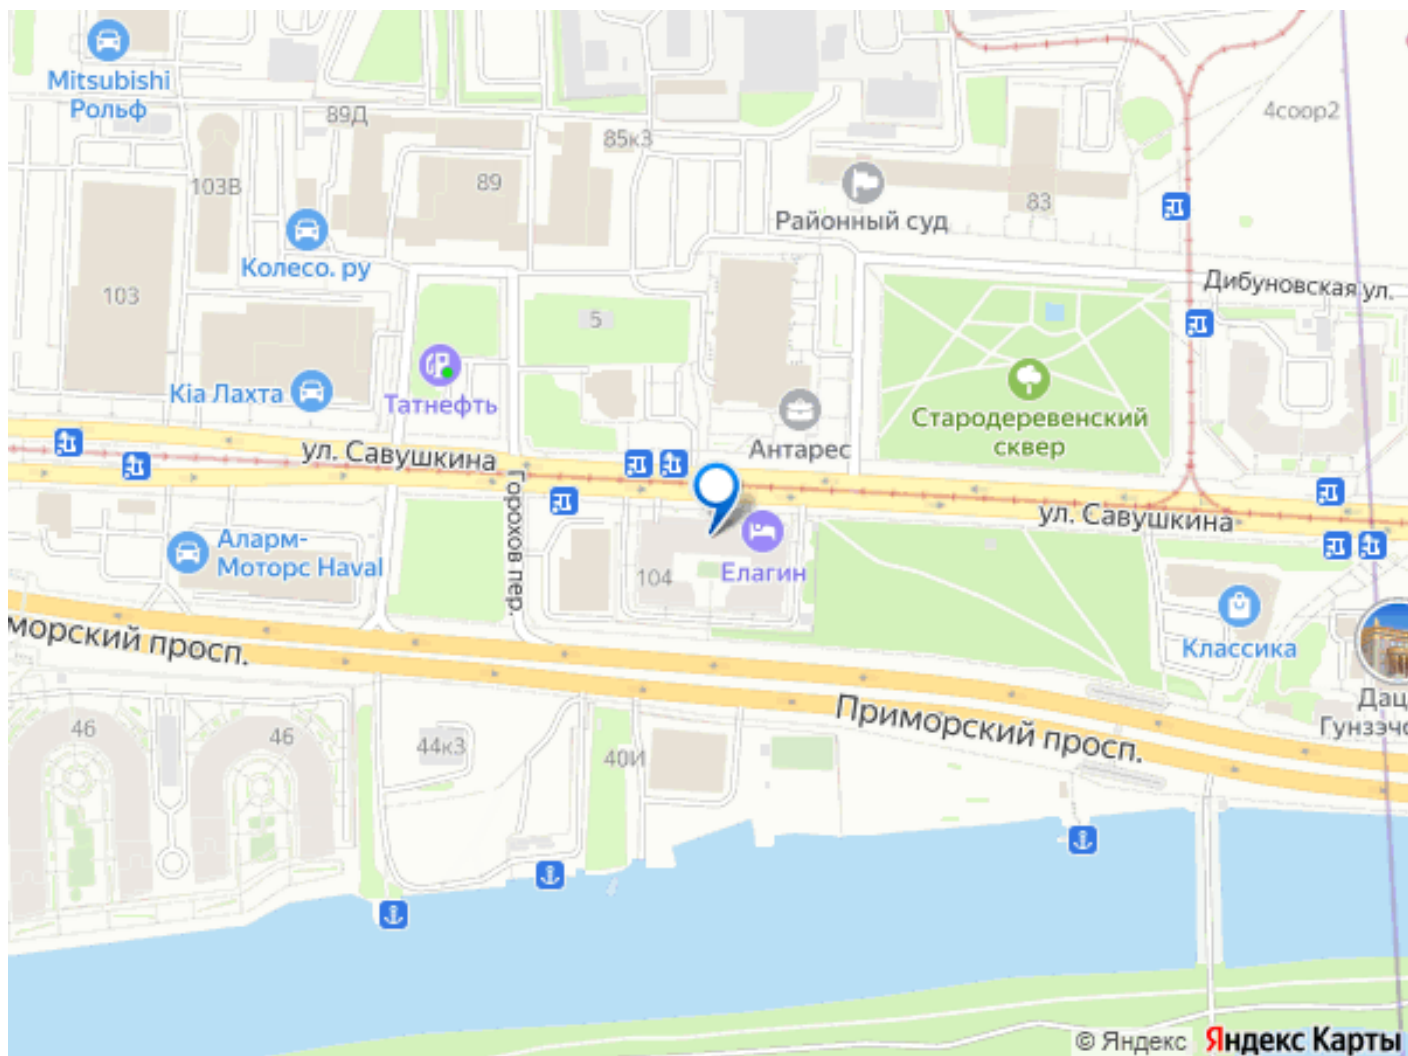 Mitsubishi
Рольф
89Д
4соор2
85к3
103В
89
83
Районный суд
Колесо. ру
Дибуновская ул.
103
5
Kia Лахта
Татнефть
Стародеревенский
сквер
Антарес
ул. Савушкина
Горохов пер.
ул. Савушкина
Аларм-
Моторс Haval
104
Елагин
морский просп.
Классика
Дац
Гунзэчо
Приморский просп.
46
46
44к3
40И
© Яндекс Яндекс Карты